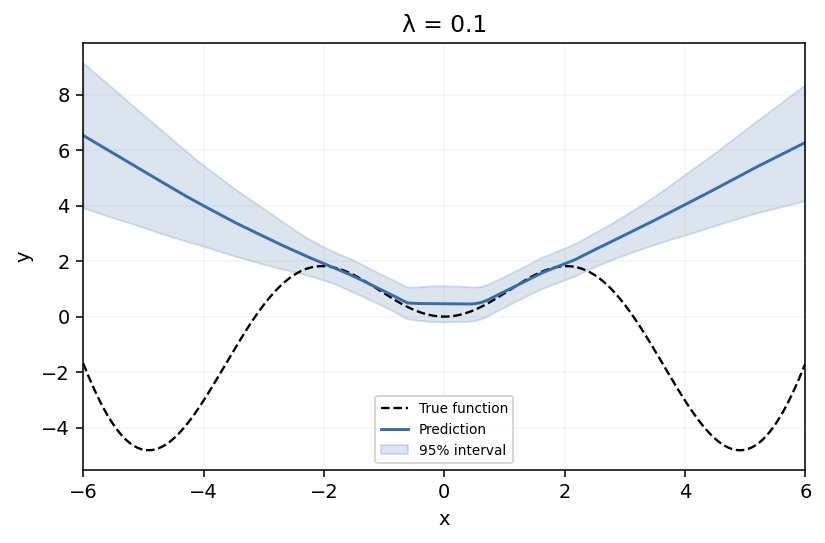 λ = 0.1
8
6
4
2
0
−2
−4
y
−6
−4
−2
0
2
4
6
x
True function
Prediction
95% interval